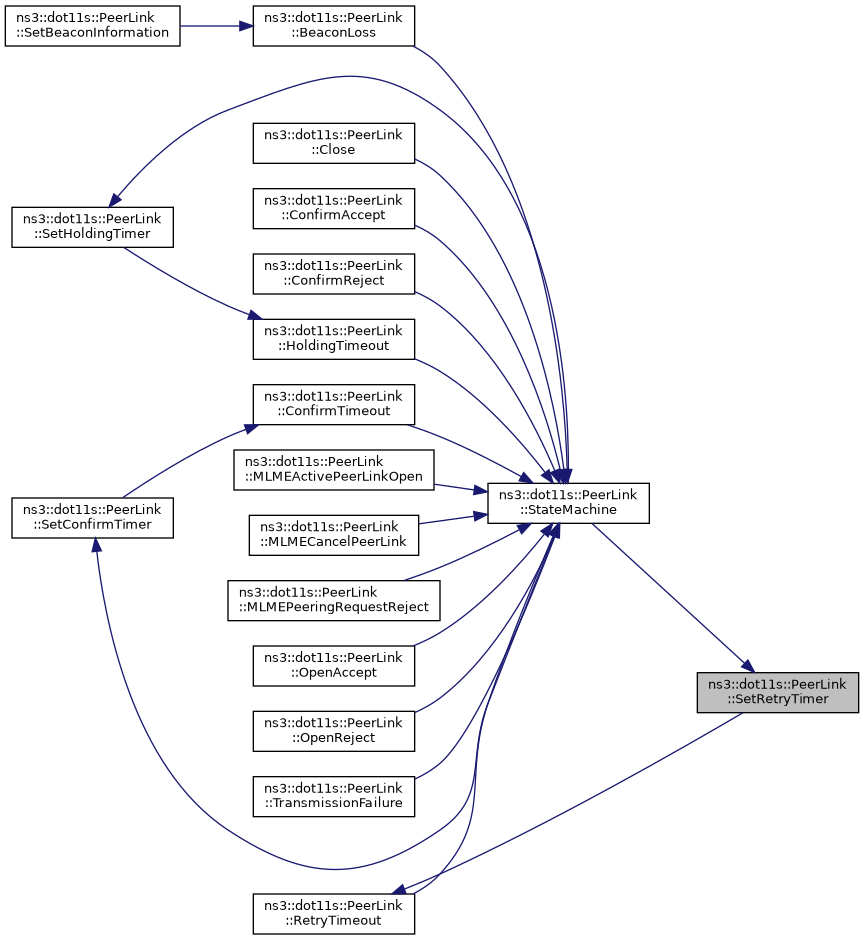 ns3::dot11s::PeerLink
::SetBeaconInformation
ns3::dot11s::PeerLink
::BeaconLoss
ns3::dot11s::PeerLink
::Close
ns3::dot11s::PeerLink
::ConfirmAccept
ns3::dot11s::PeerLink
::SetHoldingTimer
ns3::dot11s::PeerLink
::ConfirmReject
ns3::dot11s::PeerLink
::HoldingTimeout
ns3::dot11s::PeerLink
::ConfirmTimeout
ns3::dot11s::PeerLink
::MLMEActivePeerLinkOpen
ns3::dot11s::PeerLink
::StateMachine
ns3::dot11s::PeerLink
::SetConfirmTimer
ns3::dot11s::PeerLink
::MLMECancelPeerLink
ns3::dot11s::PeerLink
::MLMEPeeringRequestReject
ns3::dot11s::PeerLink
::OpenAccept
ns3::dot11s::PeerLink
::SetRetryTimer
ns3::dot11s::PeerLink
::OpenReject
ns3::dot11s::PeerLink
::TransmissionFailure
ns3::dot11s::PeerLink
::RetryTimeout